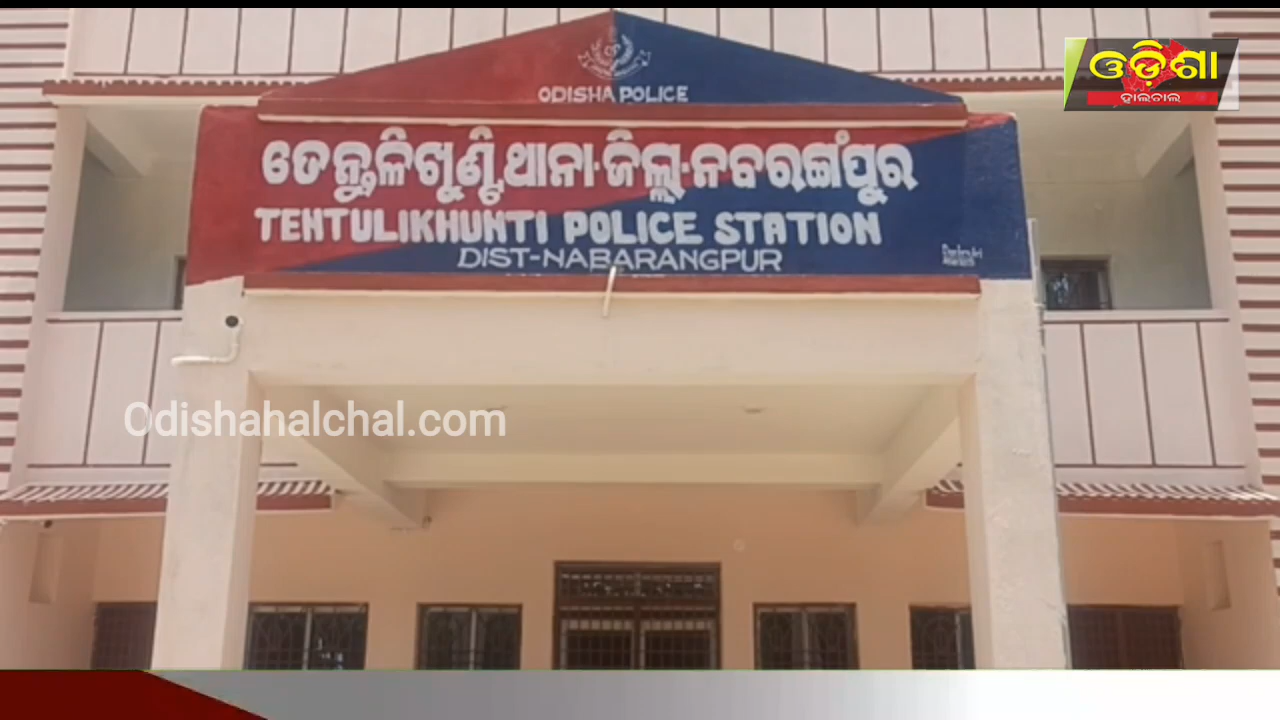 ODISHA POLICE
ଓଡ଼ିଶା
ହାଲଚାଲ
ତେନ୍ତୁଳିଖୁଣ୍ଟି ଥାନା·ଜିଲ୍ଲା·ନବରଙ୍ଗପୁର
TENTULIKHUNTI POLICE STATION
DIST-NABARANGPUR
Odishahalchal.com